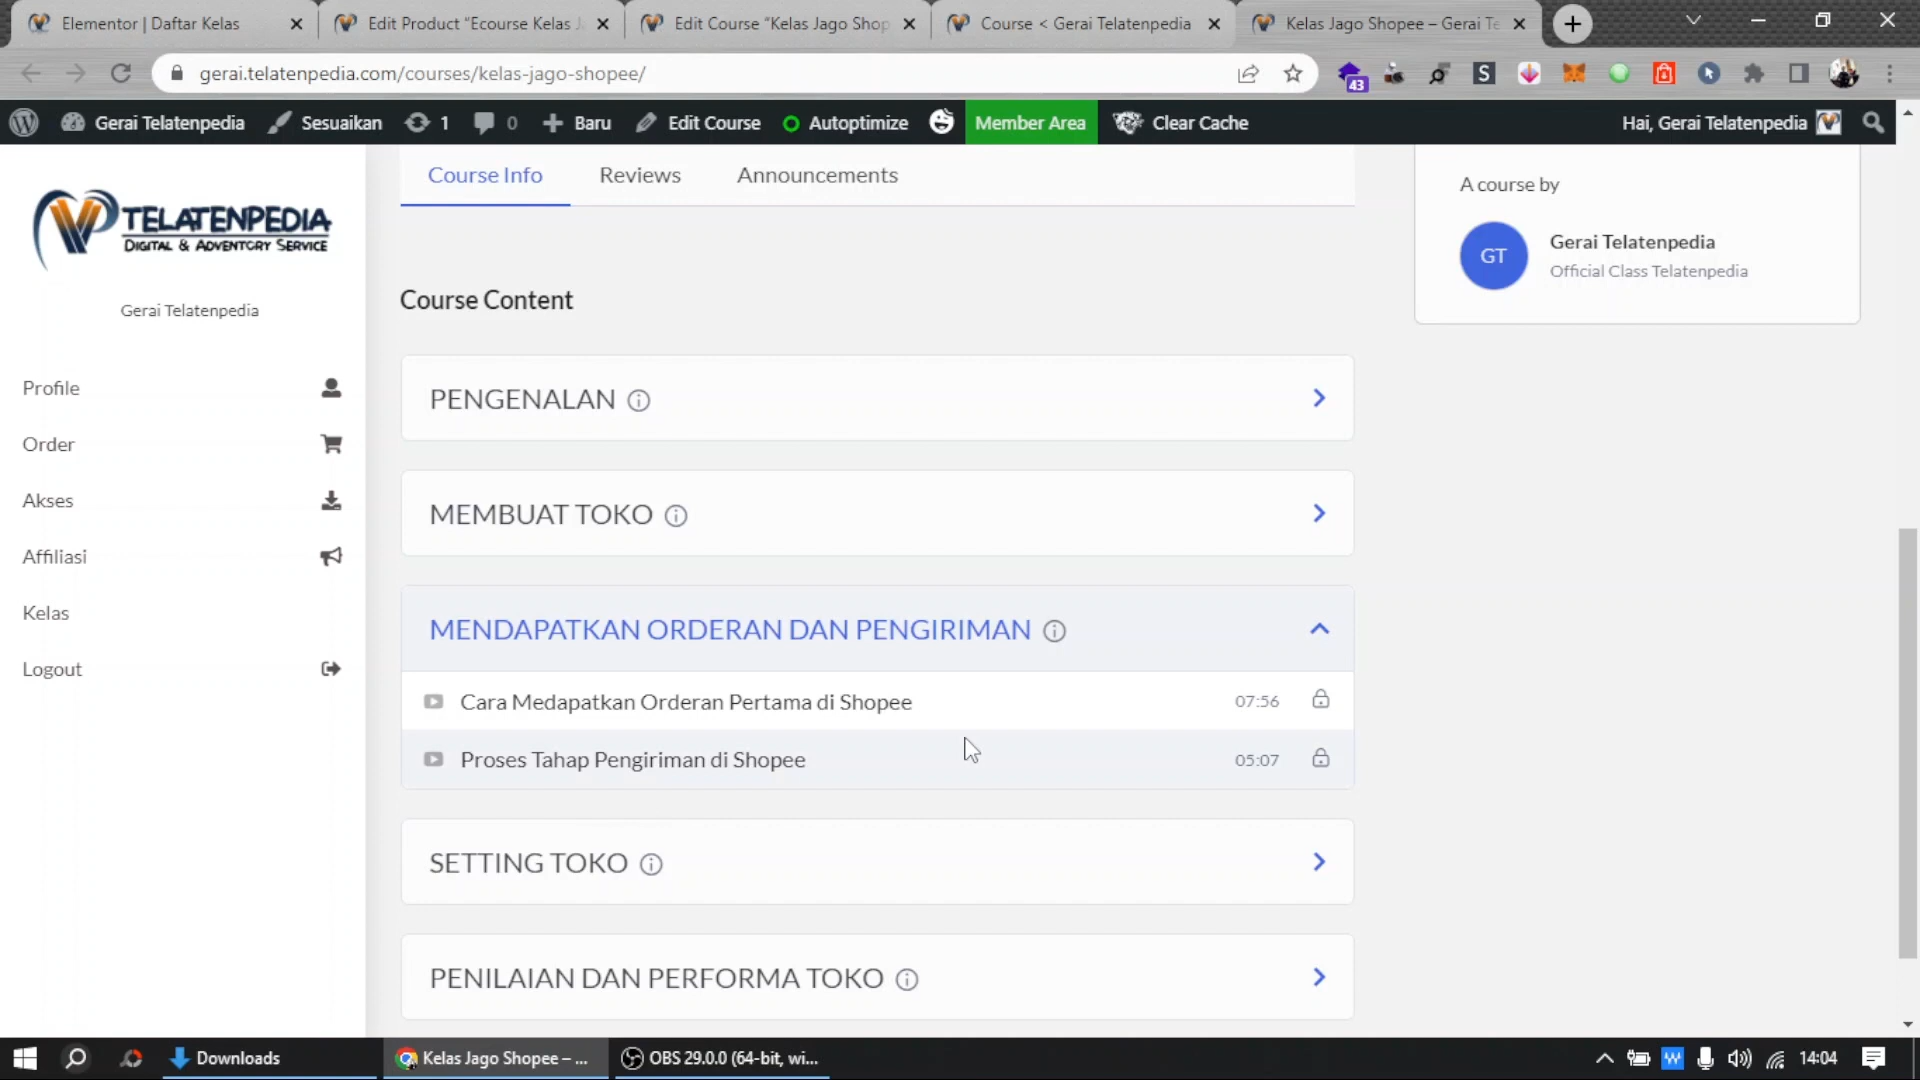 Elementor | Daftar Kelas
Edit Product “Ecourse Kelas J
Edit Course “Kelas Jago Shop
Course < Gerai Telatenpedia
Kelas Jago Shopee – Gerai Te
gerai.telatenpedia.com/courses/kelas-jago-shopee/
S
43
Gerai Telatenpedia
Sesuaikan
1
0
Baru
Edit Course
Autoptimize
Member Area
Clear Cache
Hai, Gerai Telatenpedia
TELATENPEDIA
DIGITAL & ADVENTORY SERVICE
Gerai Telatenpedia
Profile
Order
Akses
Affiliasi
Kelas
Logout
Course Info
Reviews
Announcements
Course Content
PENGENALAN
MEMBUAT TOKO
MENDAPATKAN ORDERAN DAN PENGIRIMAN
Cara Medapatkan Orderan Pertama di Shopee
07:56
Proses Tahap Pengiriman di Shopee
05:07
SETTING TOKO
PENILAIAN DAN PERFORMA TOKO
A course by
GT
Gerai Telatenpedia
Official Class Telatenpedia
Downloads
Kelas Jago Shopee – ...
OBS 29.0.0 (64-bit, wi...
14:04